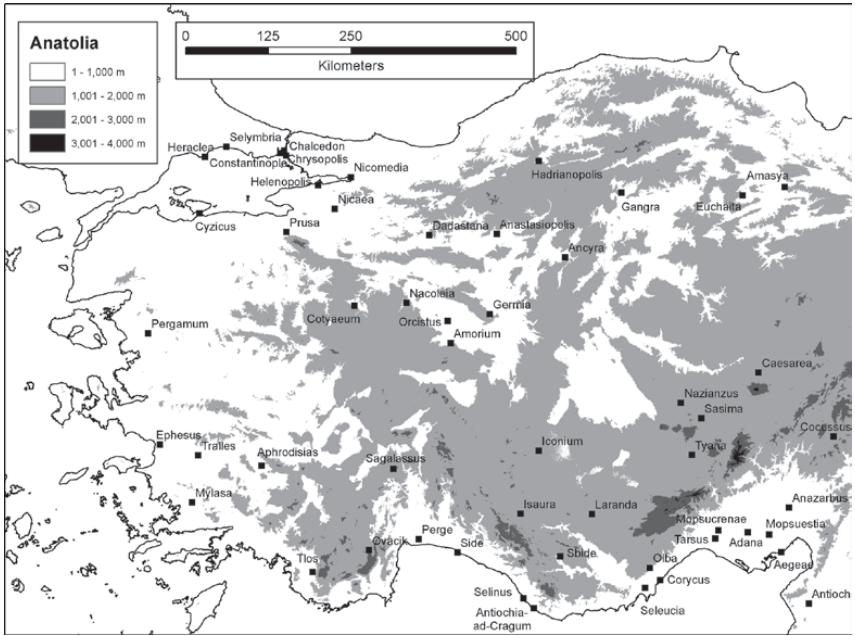 Anatolia
1 - 1,000 m
1,001 - 2,000 m
2,001 - 3,000 m
3,001 - 4,000 m
0 125 250 500
Kilometers
Selymbria
Heraclea
Chalcedon
Constantinople
Chrysopolis
Nicomedia
Helenopolis
Hadrianopolis
Amasya
Nicaea
Gangra
Euchaita
Cyzicus
Prusa
Dadastana
Anastasiopolis
Ancyra
Nacoleia
Cotyaeum
Germia
Orcistus
Pergamum
Amorium
Caesarea
Nazianzus
Sasima
Cocussus
Ephesus
Tralles
Iconium
Tyana
Aphrodisias
Sagalassus
Mylasa
Isaura
Laranda
Anazarbus
Mopsucrenae
Mopsuestia
Perge
Tarsus
Adana
Ovacik
Side
Sbide
Aegeae
Tlos
Olba
Corycus
Selinus
Seleucia
Antioch
Antiochia-
ad-Cragum